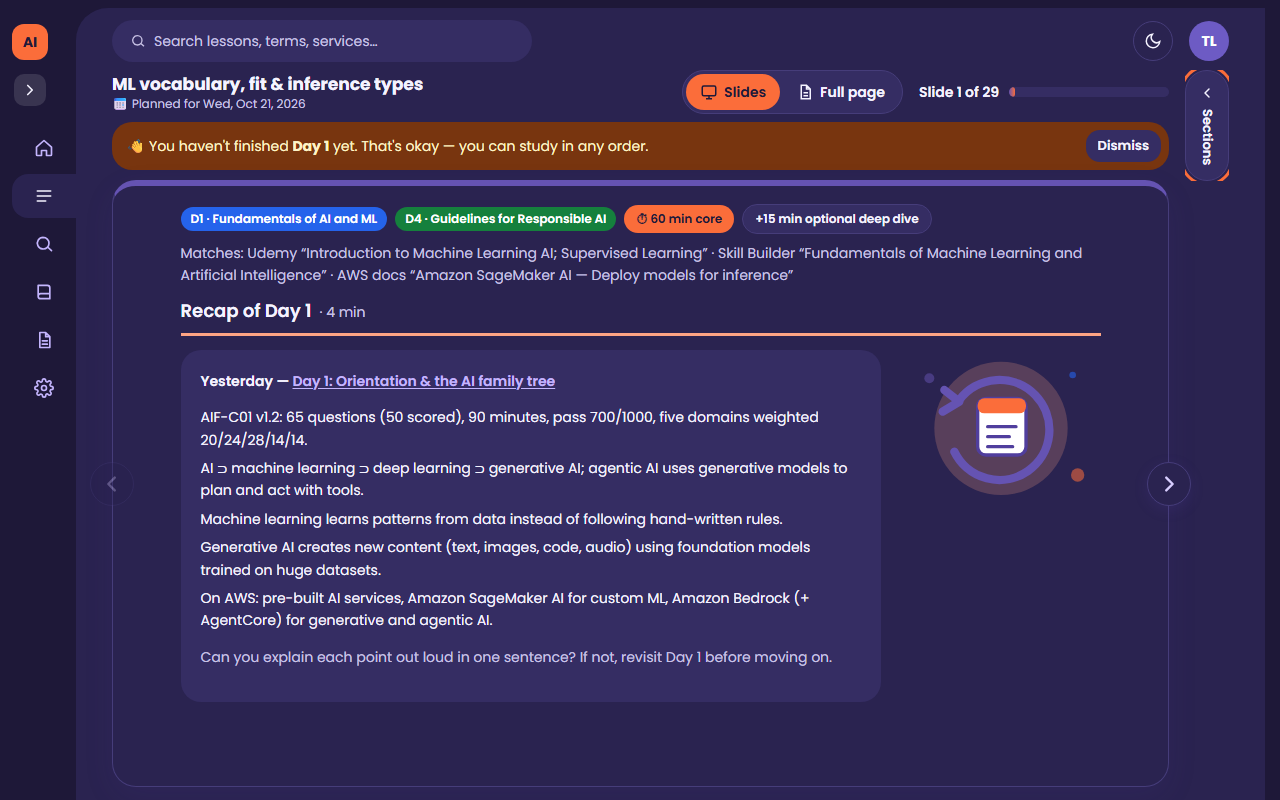 AI
Search lessons, terms, services...
TL
ML vocabulary, fit & inference types
Planned for Wed, Oct 21, 2026
Slides
Full page
Slide 1 of 29
Sections
You haven't finished Day 1 yet. That's okay — you can study in any order.
Dismiss
D1 · Fundamentals of AI and ML
D4 · Guidelines for Responsible AI
60 min core
+15 min optional deep dive
Matches: Udemy “Introduction to Machine Learning AI; Supervised Learning” · Skill Builder “Fundamentals of Machine Learning and
Artificial Intelligence” · AWS docs “Amazon SageMaker AI — Deploy models for inference”
Recap of Day 1 · 4 min
Yesterday — Day 1: Orientation & the AI family tree
AIF-C01 v1.2: 65 questions (50 scored), 90 minutes, pass 700/1000, five domains weighted
20/24/28/14/14.
AI ⊃ machine learning ⊃ deep learning ⊃ generative AI; agentic AI uses generative models to
plan and act with tools.
Machine learning learns patterns from data instead of following hand-written rules.
Generative AI creates new content (text, images, code, audio) using foundation models
trained on huge datasets.
On AWS: pre-built AI services, Amazon SageMaker AI for custom ML, Amazon Bedrock (+
AgentCore) for generative and agentic AI.
Can you explain each point out loud in one sentence? If not, revisit Day 1 before moving on.